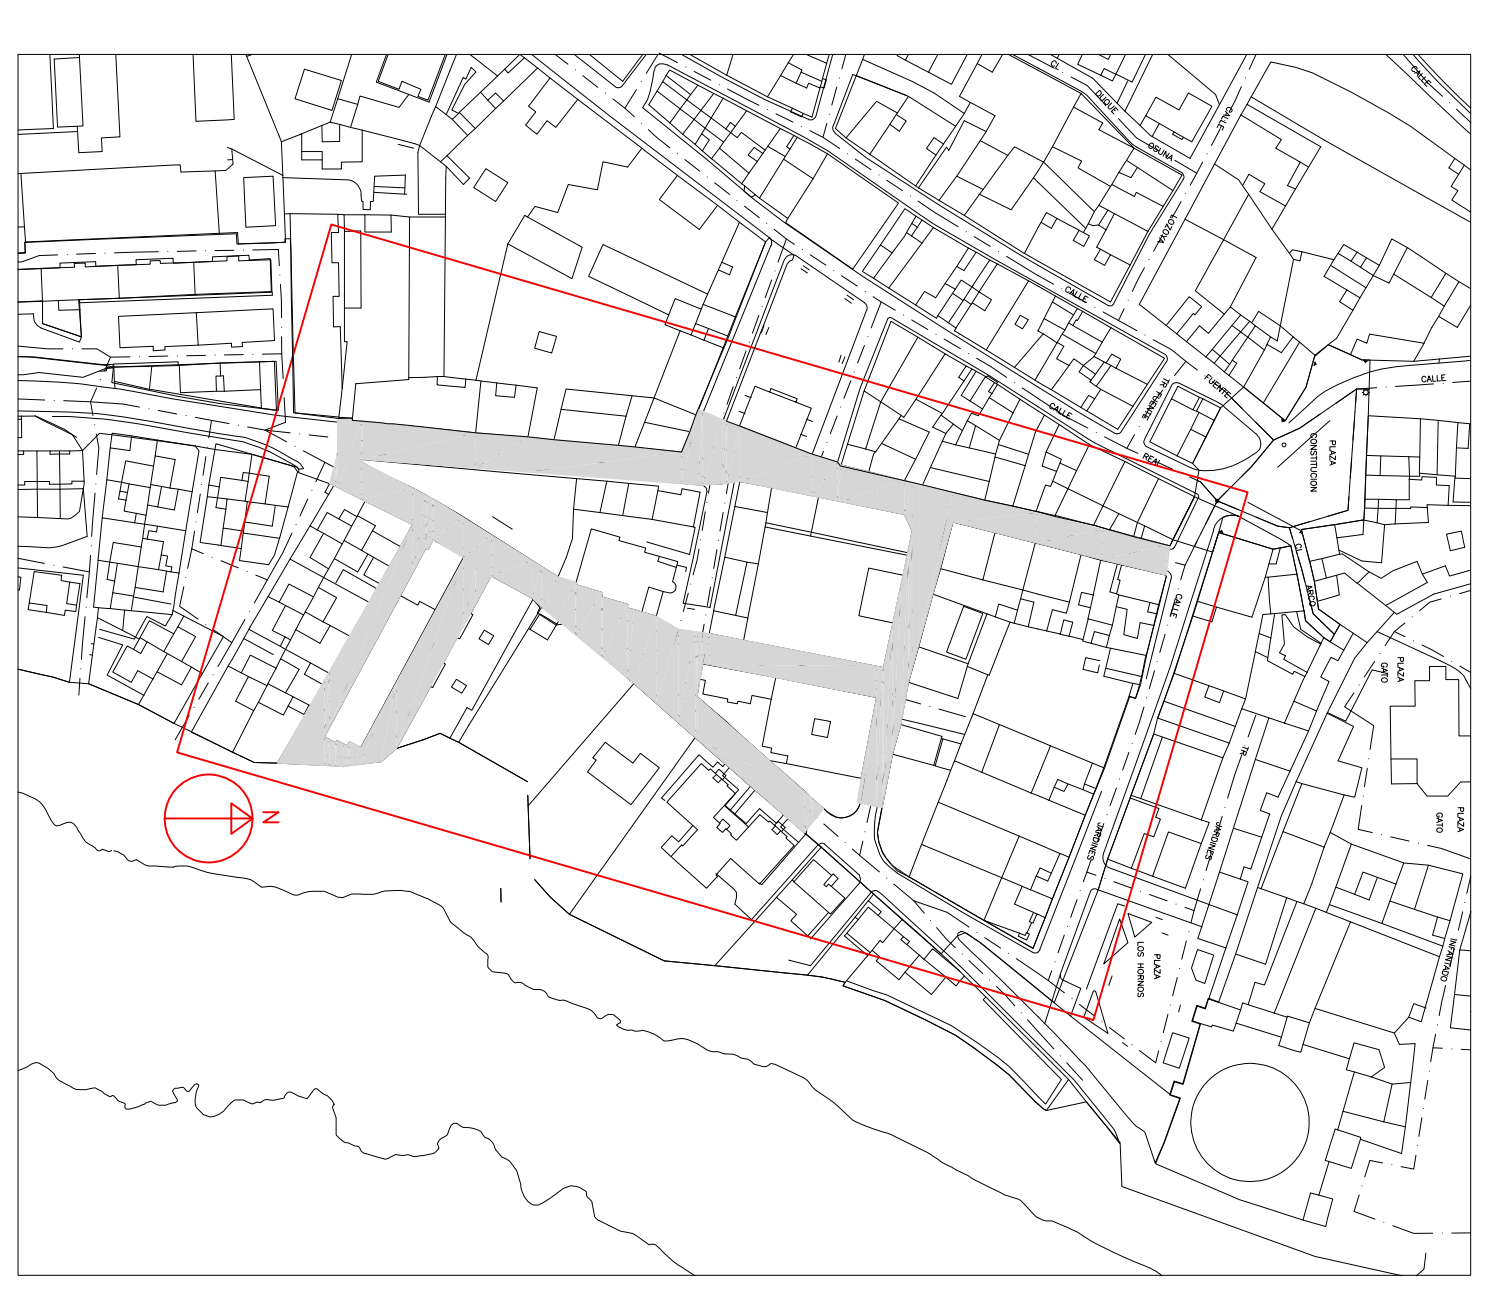 CL
DUQUE
OSUNA
CALLE
LOZOYA
CALLE
CALLE
FUENTE
TR. FUENTE
CALLE
REAL
PLAZA
CONSTITUCION
CALLE
CL
ARCO
CALLE
JARDINES
TR.
JARDINES
PLAZA
GATO
PLAZA
GATO
PLAZA
LOS HORNOS
INFANTADO
N